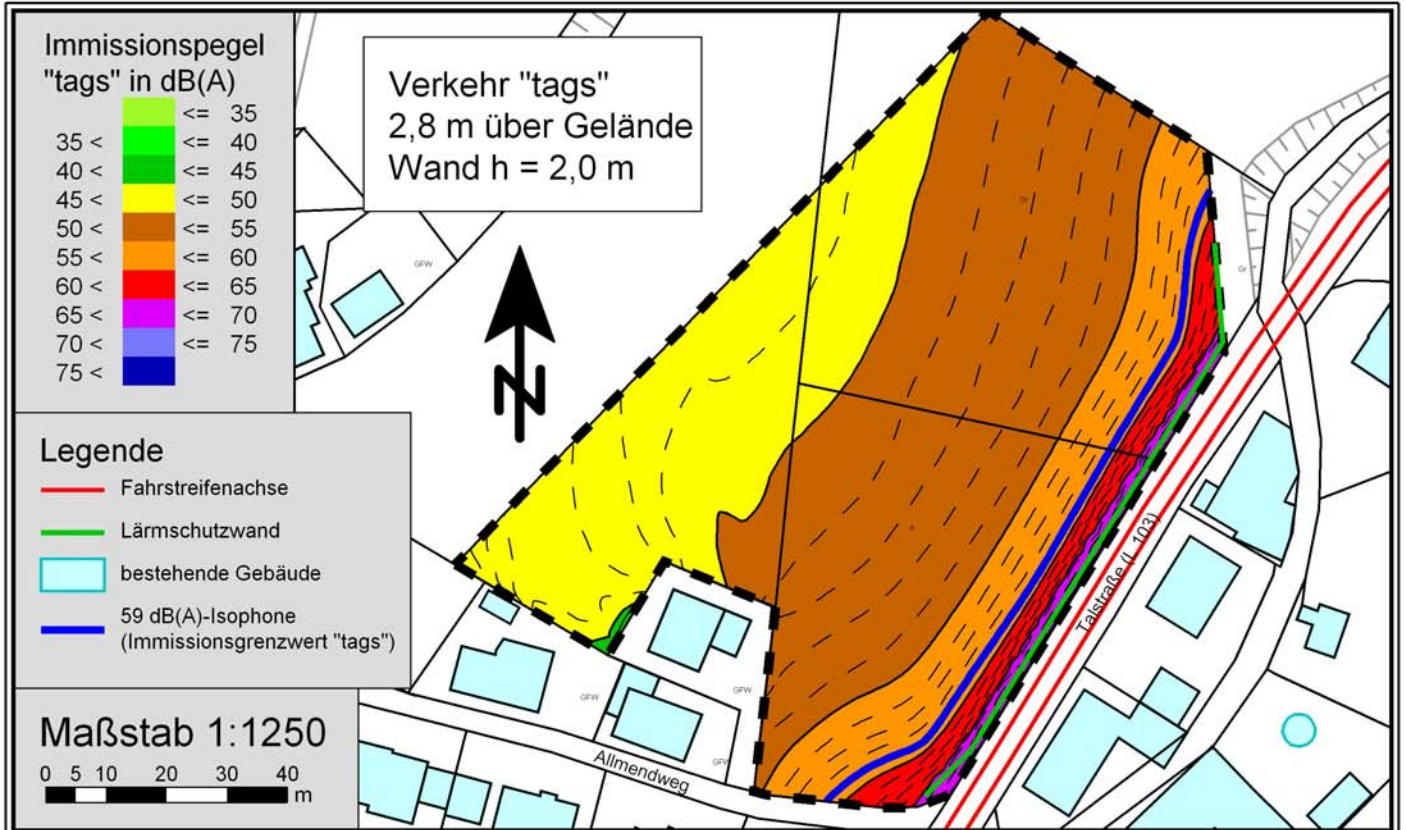 Immissionspegel
"tags" in dB(A)
<= 35
35 < <= 40
40 < <= 45
45 < <= 50
50 < <= 55
55 < <= 60
60 < <= 65
65 < <= 70
70 < <= 75
75 <
Verkehr "tags"
2,8 m über Gelände
Wand h = 2,0 m
N
Legende
Fahrstreifenachse
Lärmschutzwand
bestehende Gebäude
59 dB(A)-Isophone
(Immissionsgrenzwert "tags")
Maßstab 1:1250
0 5 10 20 30 40 m
GFW
Gr
Gr
Talstraße (L 103)
GFW
GFW
GFW
Allmendweg